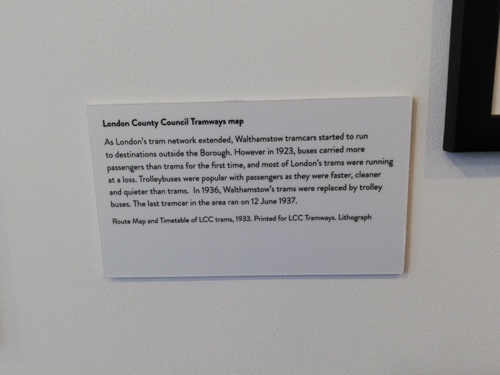 London County Council Tramways map
As London's tram network extended, Walthamstow tramcars started to run
to destinations outside the Borough. However in 1923, buses carried more
passengers than trams for the first time, and most of London's trams were running
at a loss. Trolleybuses were popular with passengers as they were faster, cleaner
and quieter than trams. In 1936, Walthamstow's trams were replaced by trolley
buses. The last tramcar in the area ran on 12 June 1937.
Route Map and Timetable of LCC trams, 1933. Printed for LCC Tramways. Lithograph